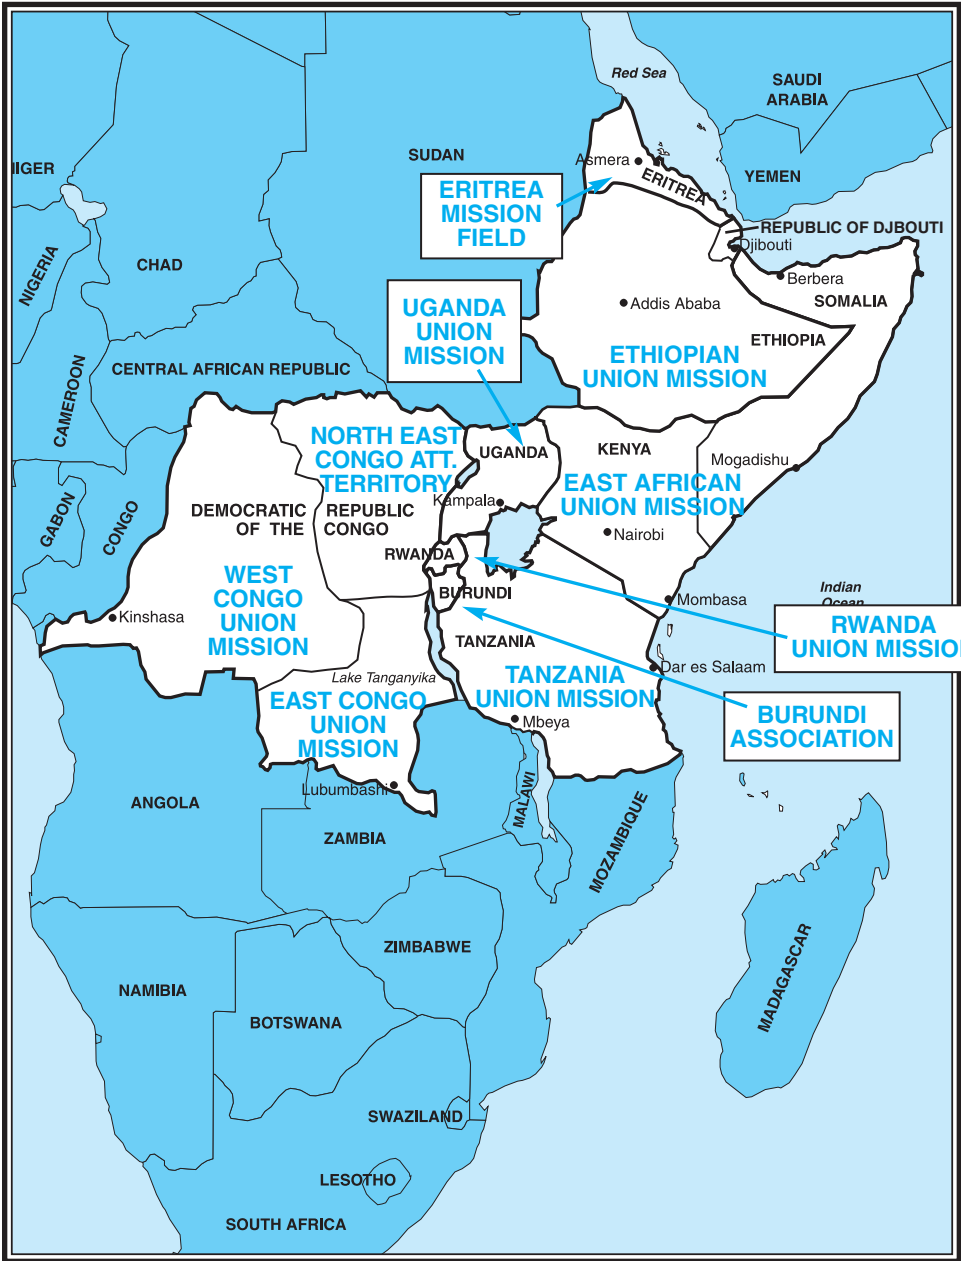 Red Sea
SAUDI
ARABIA
SUDAN
Asmera
ERITREA
YEMEN
NIGER
ERITREA
MISSION
FIELD
REPUBLIC OF DJBOUTI
Djibouti
NIGERIA
CHAD
Berbera
SOMALIA
Addis Ababa
UGANDA
UNION
MISSION
ETHIOPIA
ETHIOPIAN
UNION MISSION
CENTRAL AFRICAN REPUBLIC
CAMEROON
NORTH EAST
CONGO ATT.
TERRITORY
UGANDA
KENYA
Mogadishu
EAST AFRICAN
UNION MISSION
Kampala
GABON
CONGO
DEMOCRATIC REPUBLIC
OF THE CONGO
Nairobi
RWANDA
WEST
CONGO
UNION
MISSION
BURUNDI
Indian
Ocean
Mombasa
Kinshasa
RWANDA
UNION MISSION
TANZANIA
Dar es Salaam
Lake Tanganyika
TANZANIA
UNION MISSION
EAST CONGO
UNION
MISSION
BURUNDI
ASSOCIATION
Mbeya
Lubumbashi
MALAWI
ANGOLA
ZAMBIA
MOZAMBIQUE
ZIMBABWE
MADAGASCAR
NAMIBIA
BOTSWANA
SWAZILAND
LESOTHO
SOUTH AFRICA